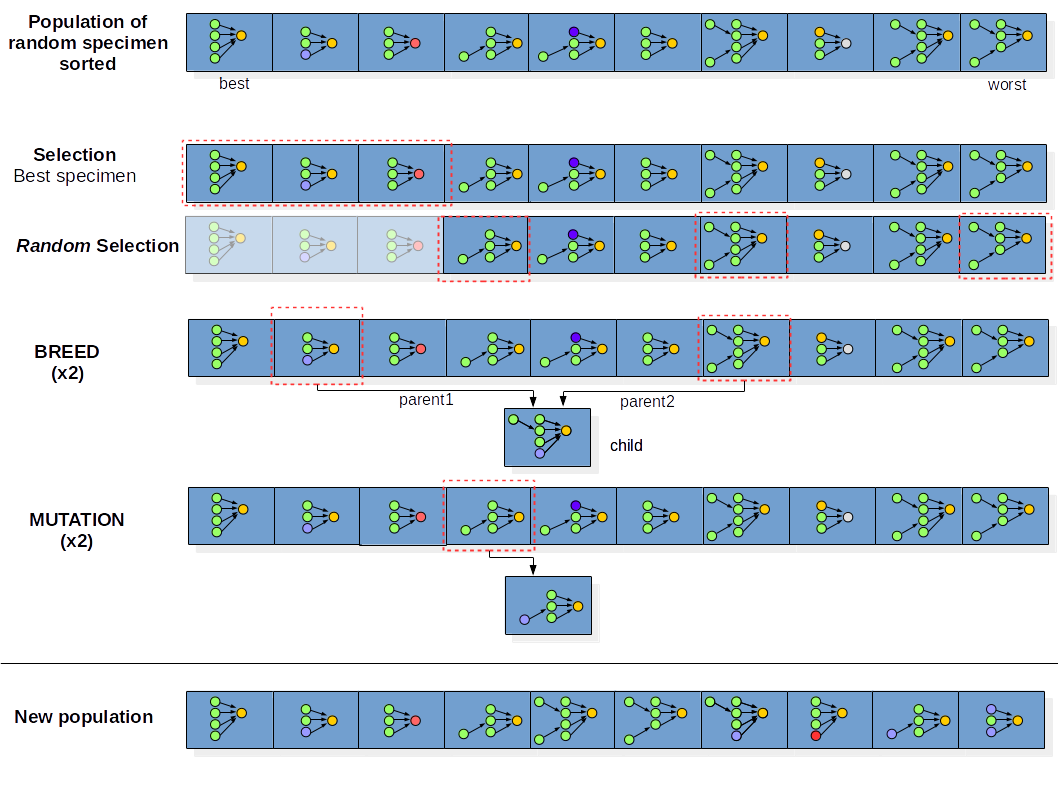 Population of
random specimen
sorted
best
worst
Selection
Best specimen
Random Selection
BREED
(x2)
parent1
parent2
child
MUTATION
(x2)
New population